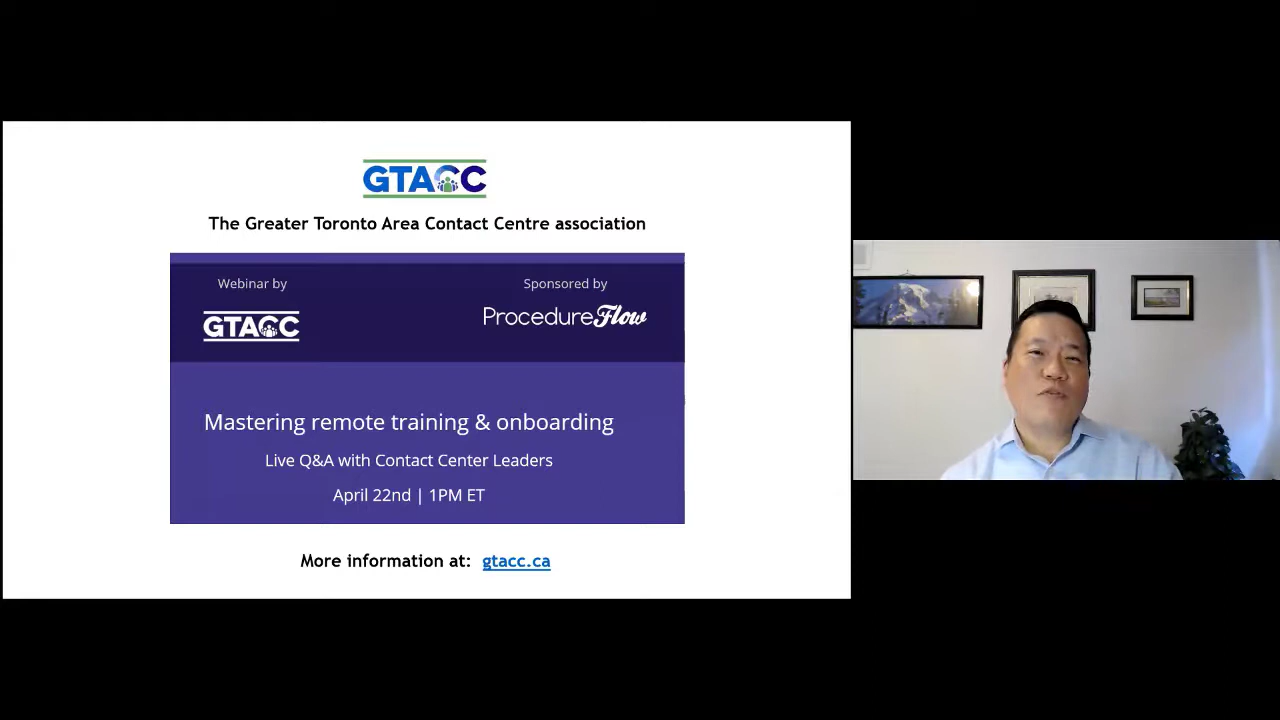 GTACC
The Greater Toronto Area Contact Centre association
Webinar by
Sponsored by
GTACC
ProcedureFlow
Mastering remote training & onboarding
Live Q&A with Contact Center Leaders
April 22nd | 1PM ET
More information at: gtacc.ca